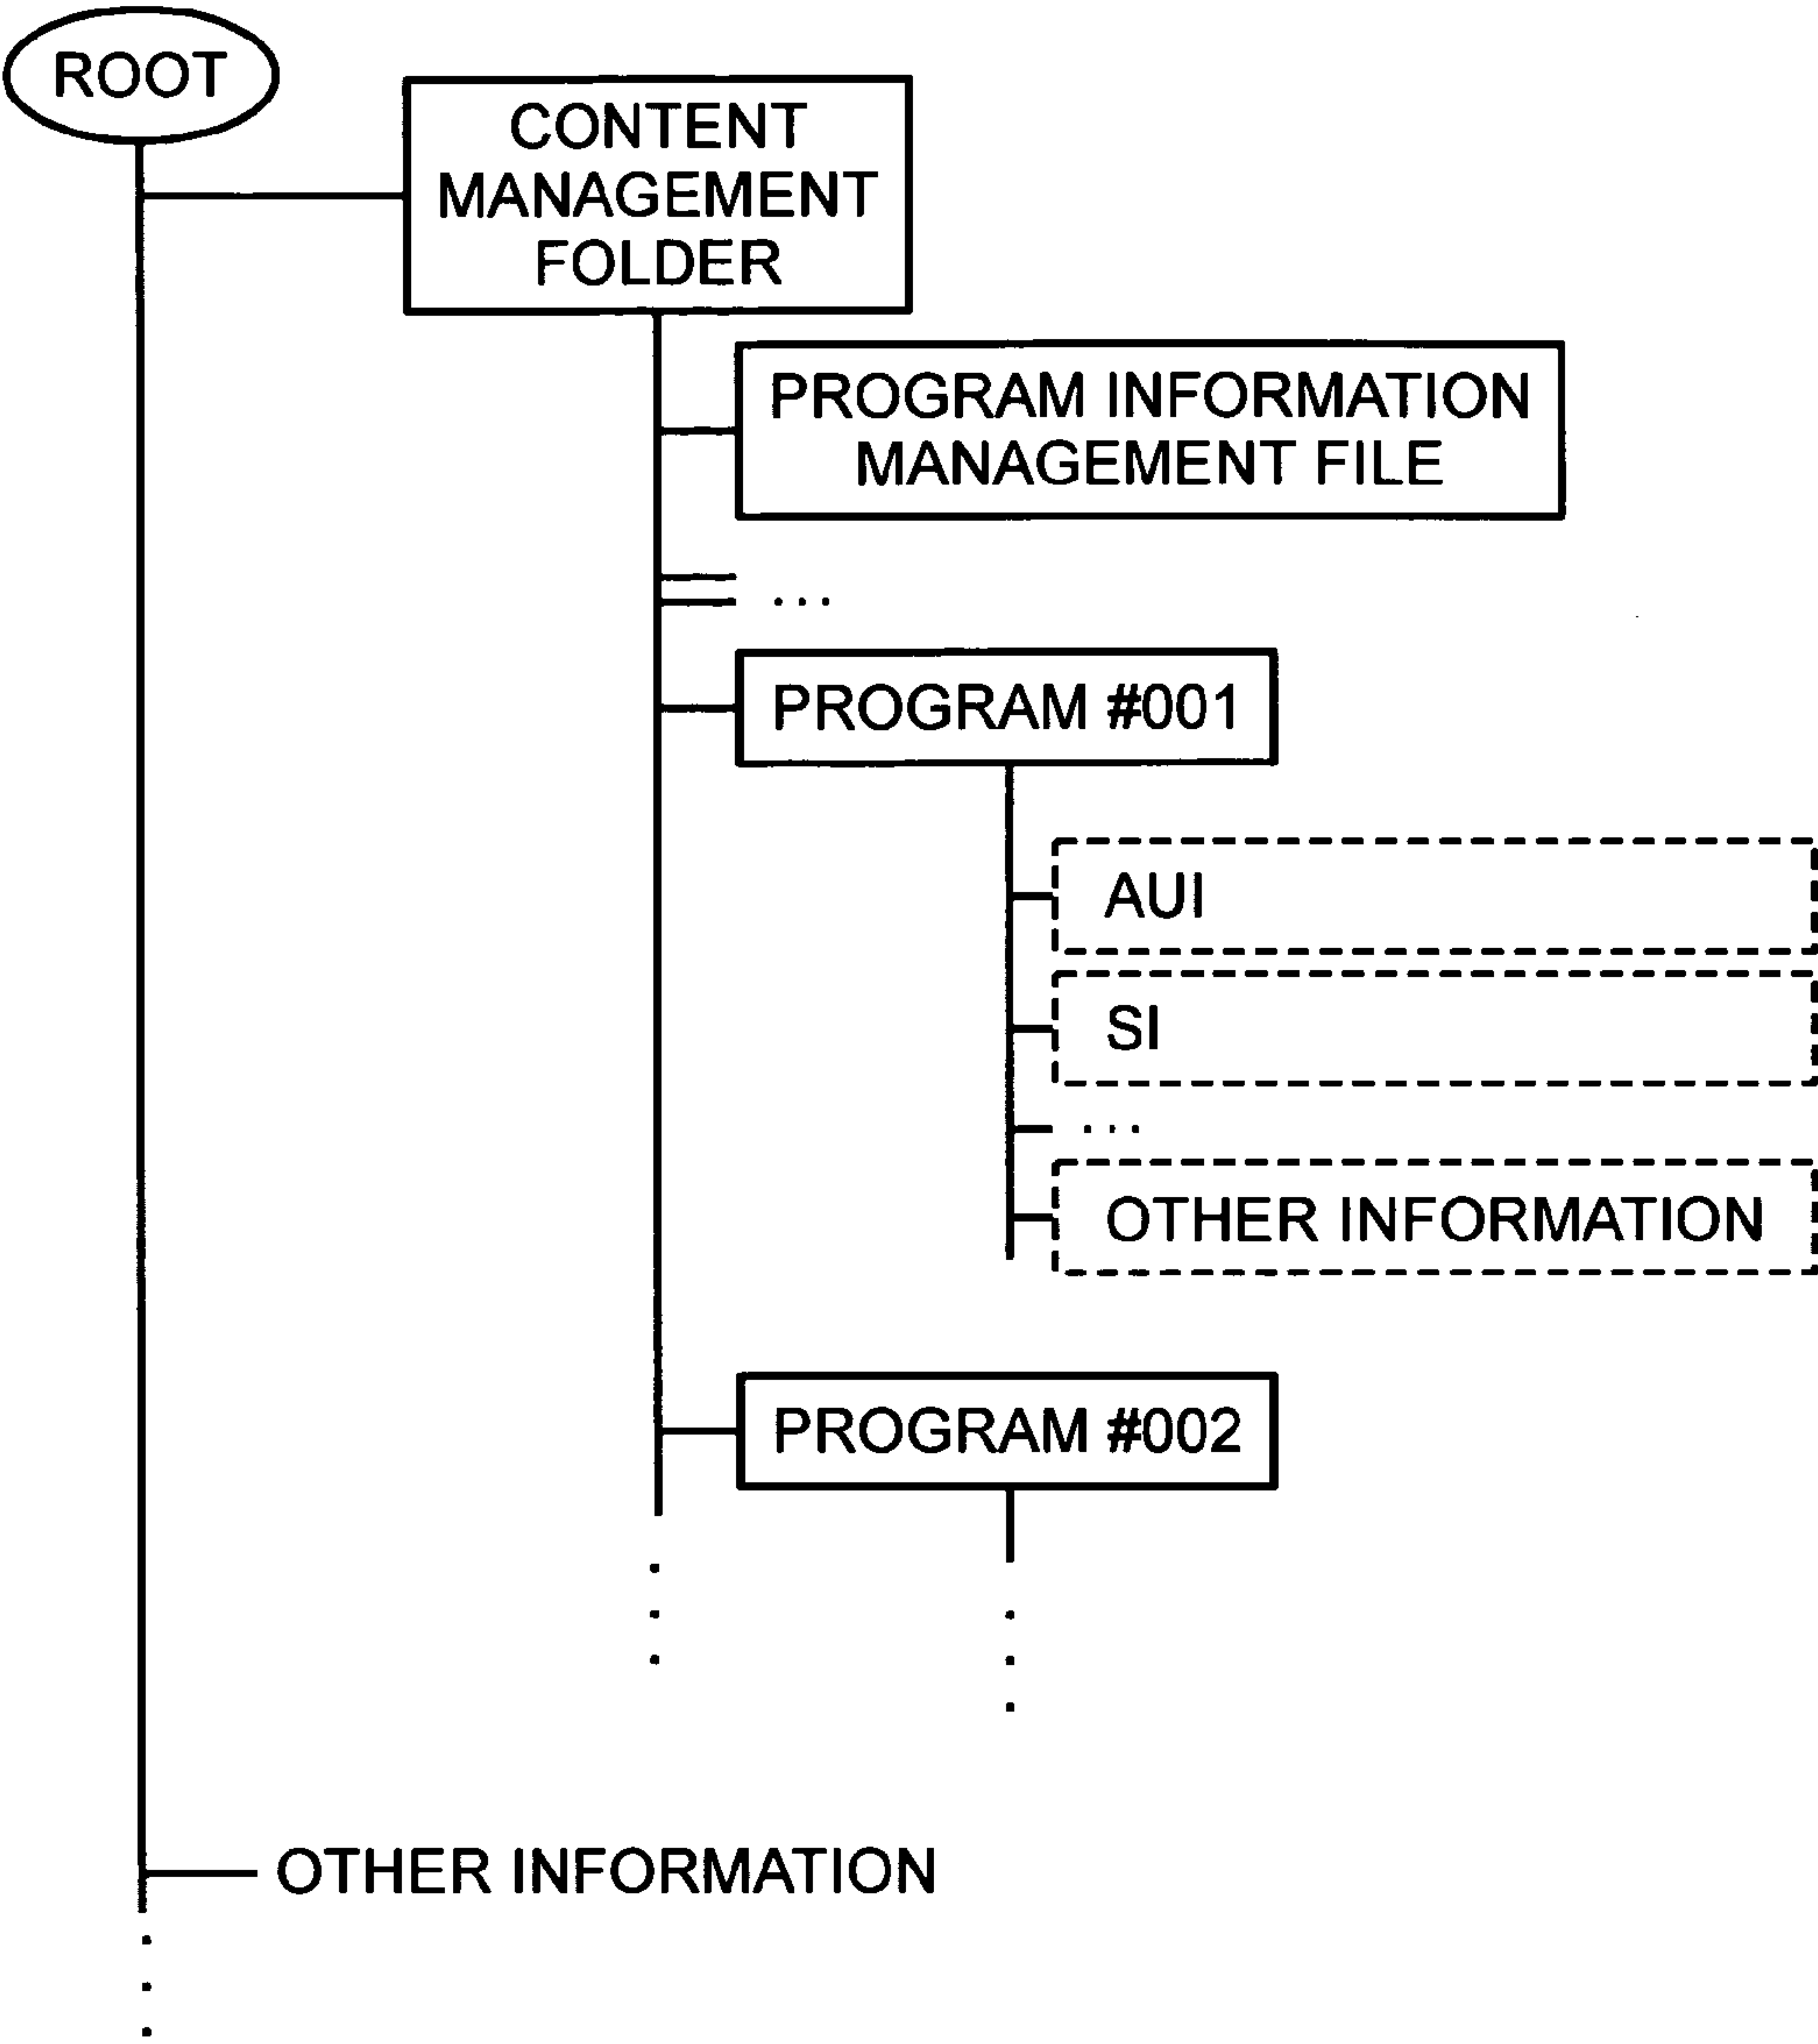 ROOT
CONTENT
MANAGEMENT
FOLDER
PROGRAM INFORMATION
MANAGEMENT FILE
...
PROGRAM #001
AUI
SI
...
OTHER INFORMATION
PROGRAM #002
OTHER INFORMATION